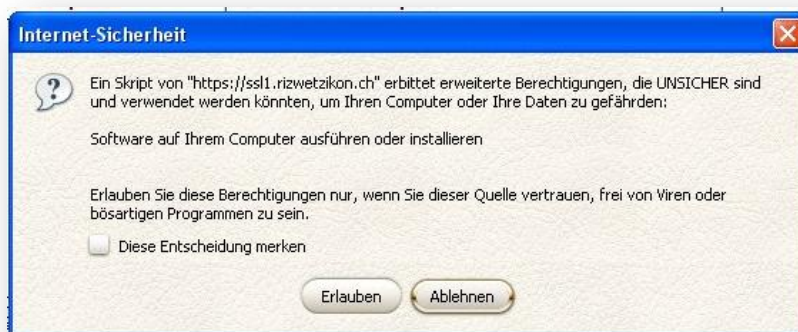 Internet-Sicherheit
Ein Skript von "https://ssl1.rizwetzikon.ch" erbittet erweiterte Berechtigungen, die UNSICHER sind
und verwendet werden könnten, um Ihren Computer oder Ihre Daten zu gefährden:
Software auf Ihrem Computer ausführen oder installieren
Erlauben Sie diese Berechtigungen nur, wenn Sie dieser Quelle vertrauen, frei von Viren oder
bösartigen Programmen zu sein.
Diese Entscheidung merken
Erlauben Ablehnen